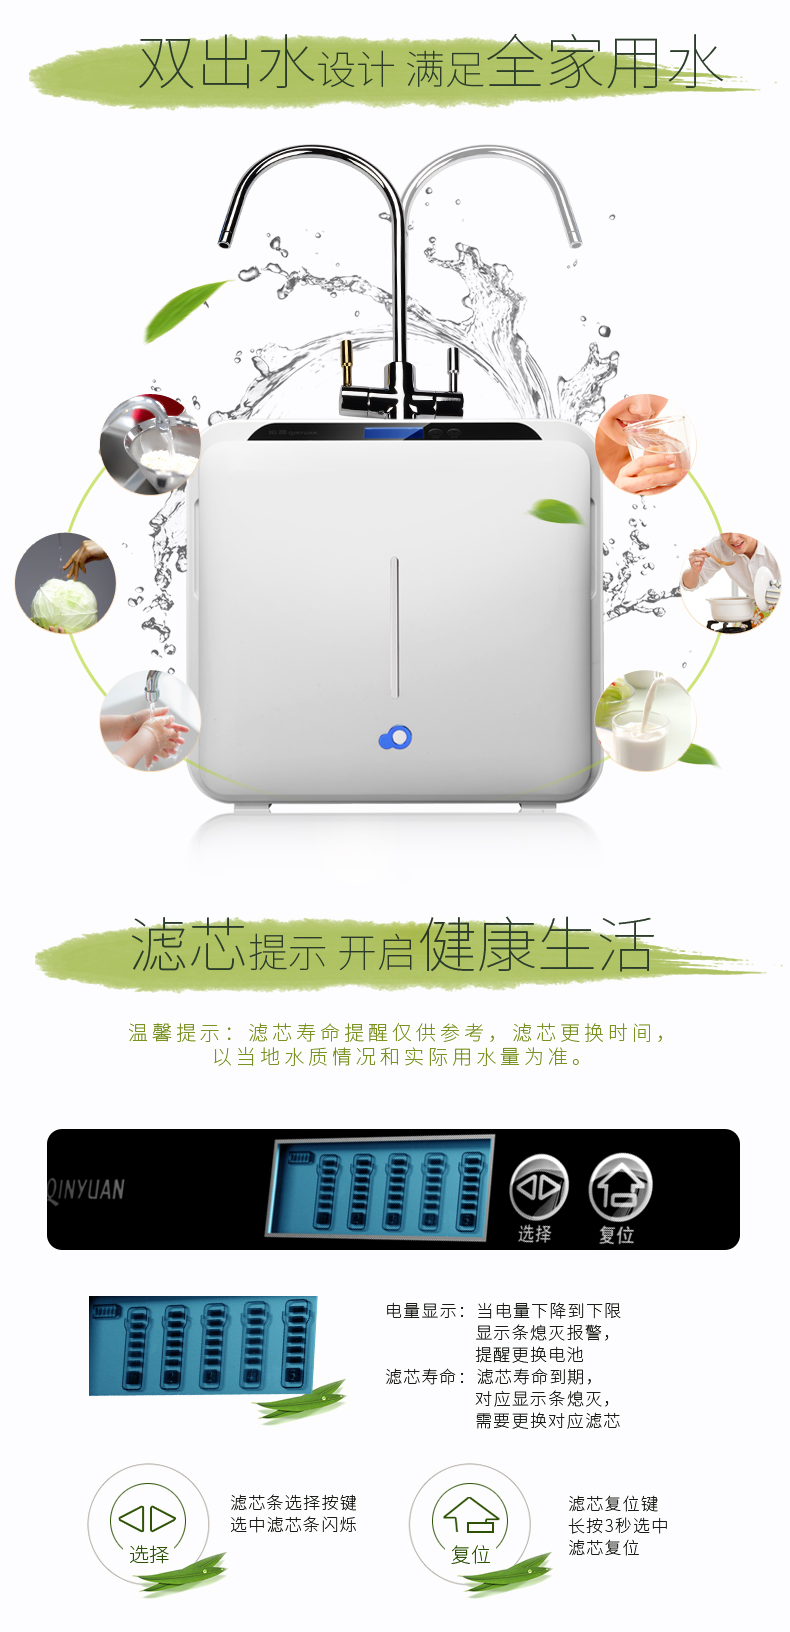 双出水设计 满足全家用水
滤芯提示 开启健康生活
温馨提示：滤芯寿命提醒仅供参考，滤芯更换时间，
以当地水质情况和实际用水量为准。
QINYUAN
选择
复位
电量显示：当电量下降到下限
显示条熄灭报警，
提醒更换电池
滤芯寿命：滤芯寿命到期，
对应显示条熄灭，
需要更换对应滤芯
滤芯条选择按键
选中滤芯条闪烁
选择
滤芯复位键
长按3秒选中
滤芯复位
复位